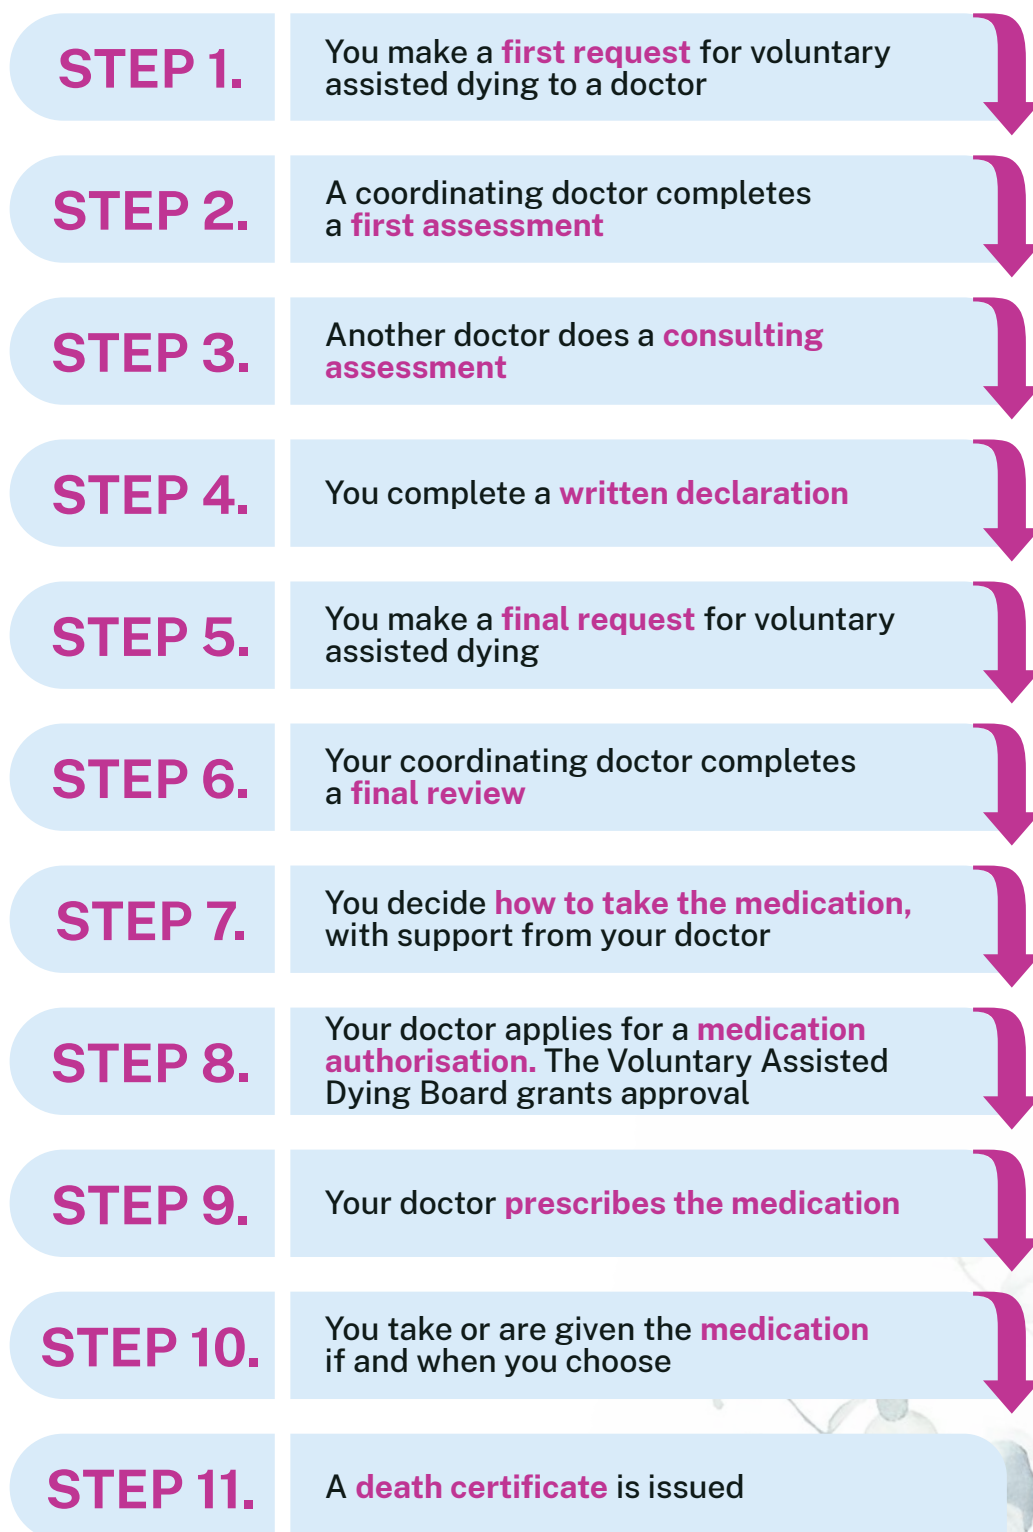 STEP 1.
You make a first request for voluntary
assisted dying to a doctor
STEP 2.
A coordinating doctor completes
a first assessment
STEP 3.
Another doctor does a consulting
assessment
STEP 4.
You complete a written declaration
STEP 5.
You make a final request for voluntary
assisted dying
STEP 6.
Your coordinating doctor completes
a final review
STEP 7.
You decide how to take the medication,
with support from your doctor
STEP 8.
Your doctor applies for a medication
authorisation. The Voluntary Assisted
Dying Board grants approval
STEP 9.
Your doctor prescribes the medication
STEP 10.
You take or are given the medication
if and when you choose
STEP 11.
A death certificate is issued